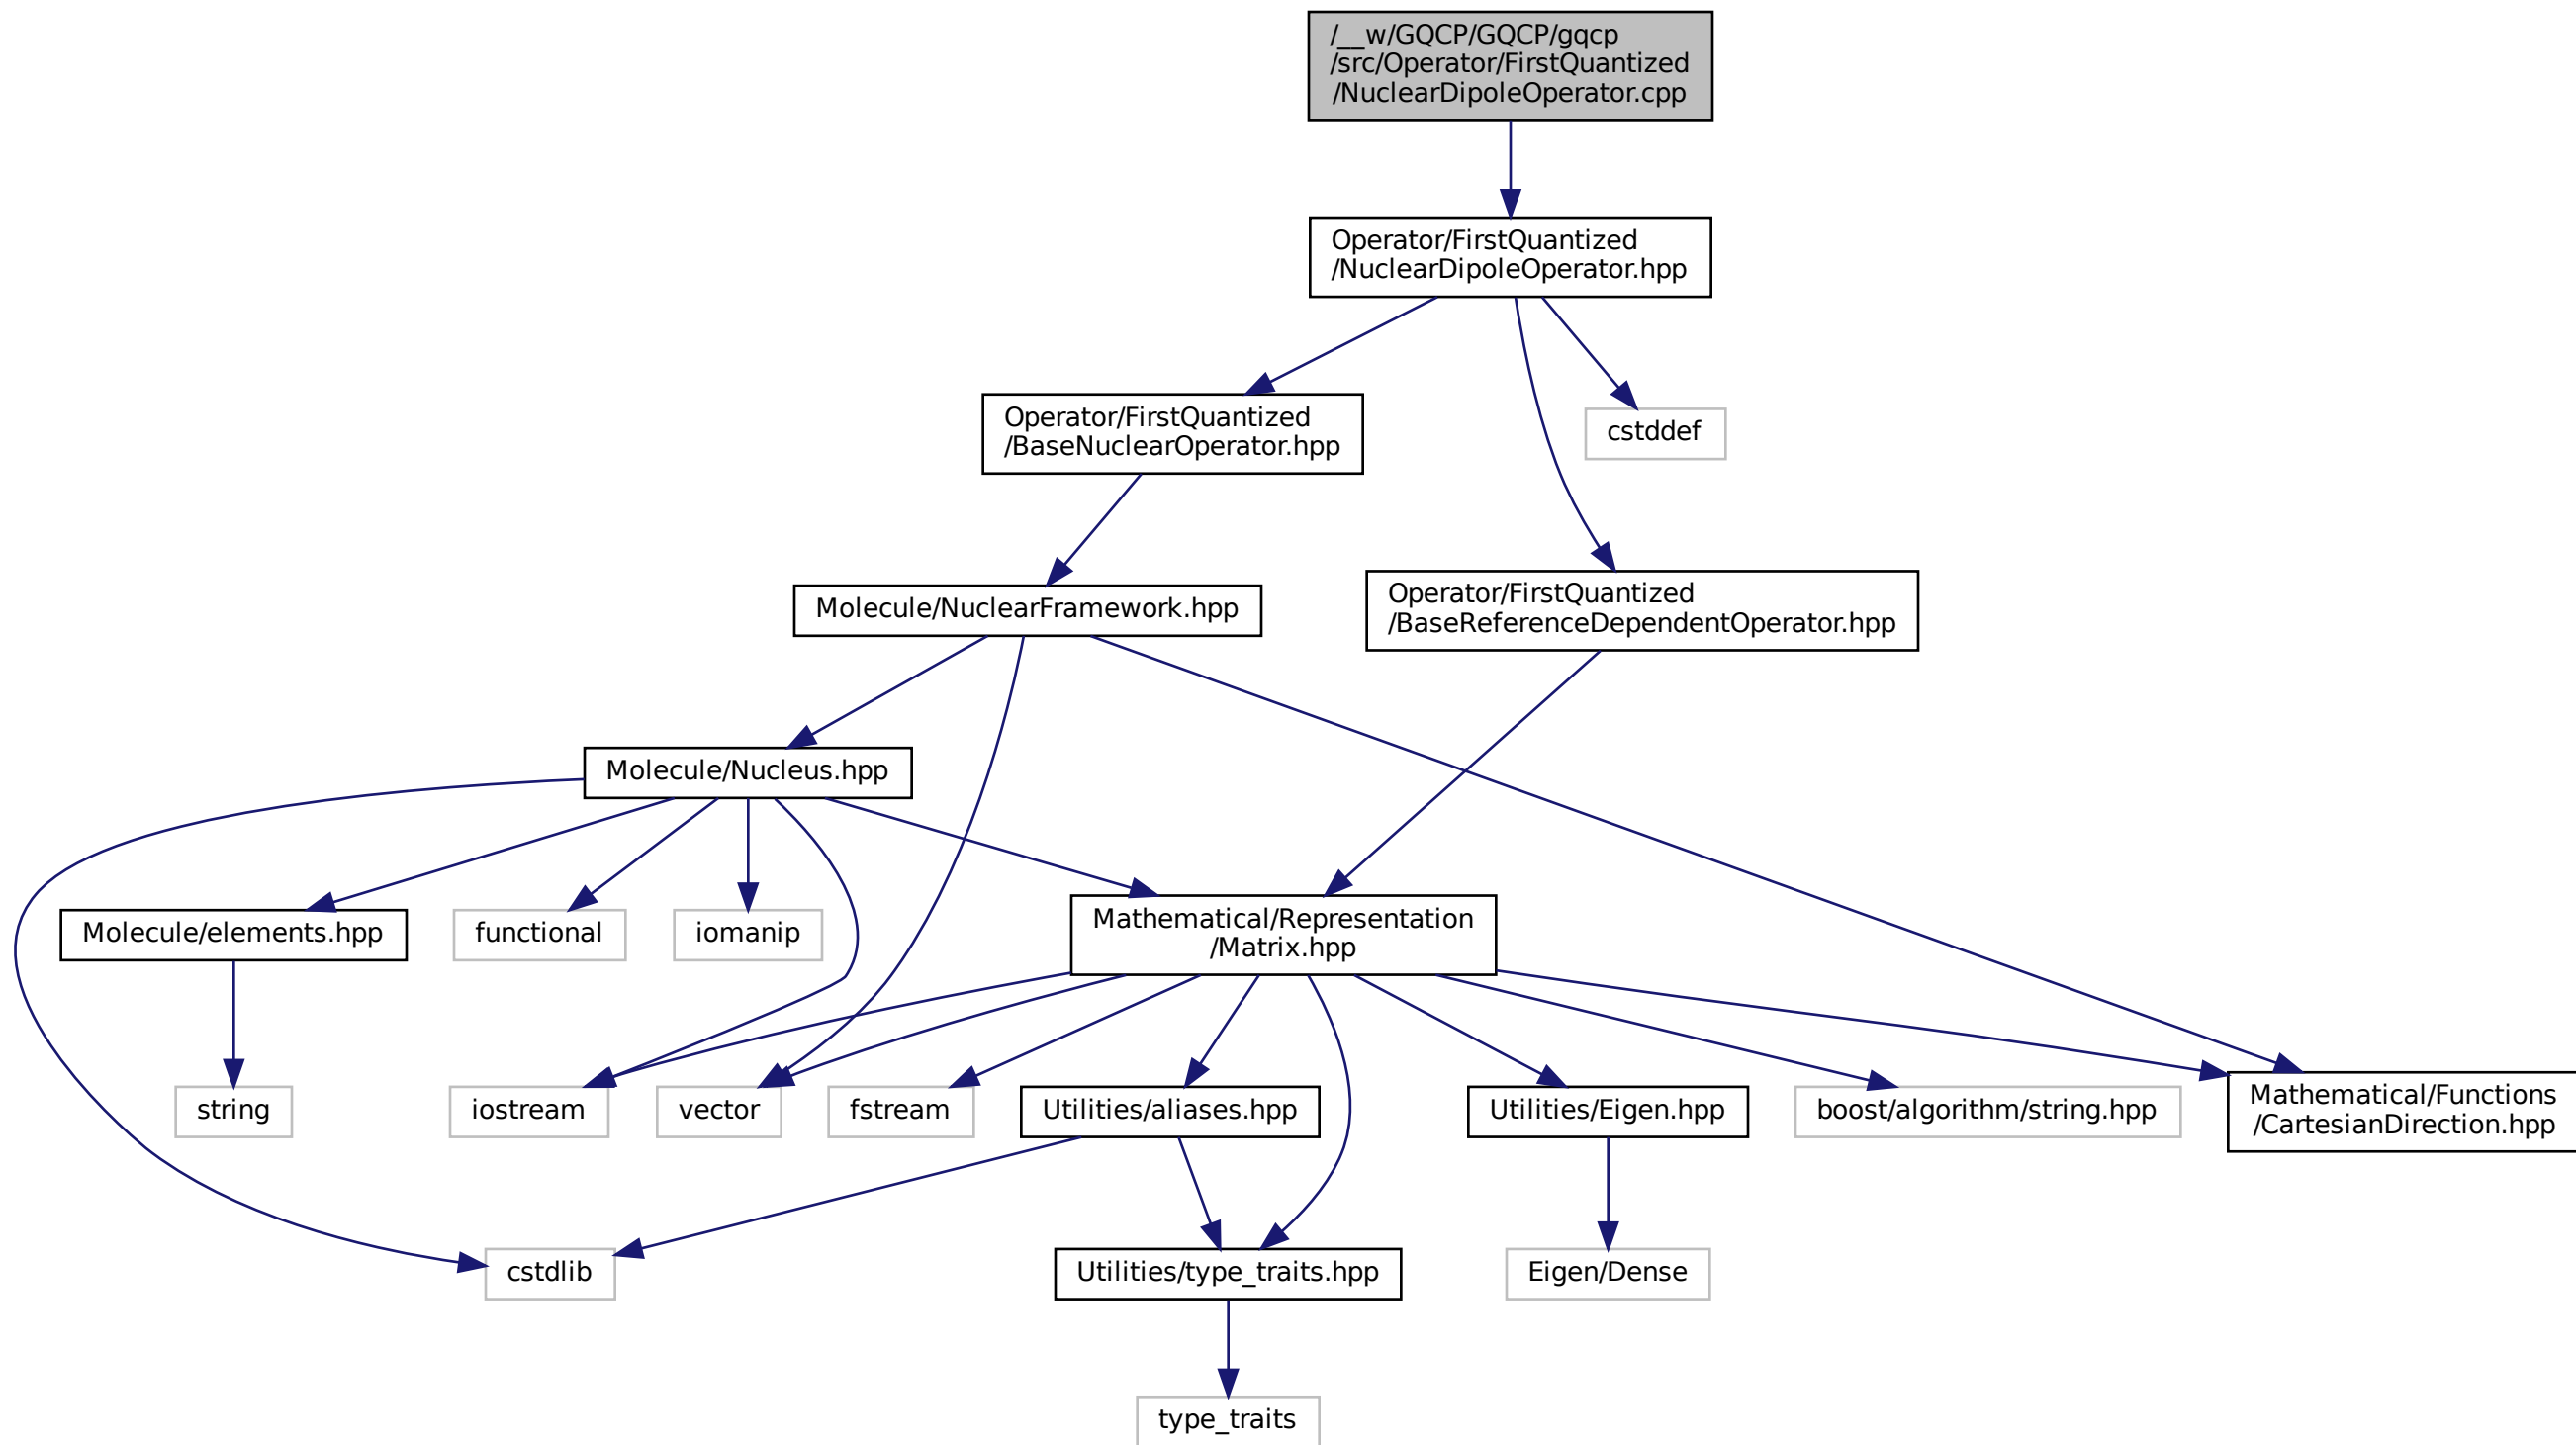 /__w/GQCP/GQCP/gqcp
/src/Operator/FirstQuantized
/NuclearDipoleOperator.cpp
Operator/FirstQuantized
/NuclearDipoleOperator.hpp
Operator/FirstQuantized
/BaseNuclearOperator.hpp
cstddef
Molecule/NuclearFramework.hpp
Operator/FirstQuantized
/BaseReferenceDependentOperator.hpp
Molecule/Nucleus.hpp
Molecule/elements.hpp
functional
iomanip
Mathematical/Representation
/Matrix.hpp
string
iostream
vector
fstream
Utilities/aliases.hpp
Utilities/Eigen.hpp
boost/algorithm/string.hpp
Mathematical/Functions
/CartesianDirection.hpp
cstdlib
Utilities/type_traits.hpp
Eigen/Dense
type_traits